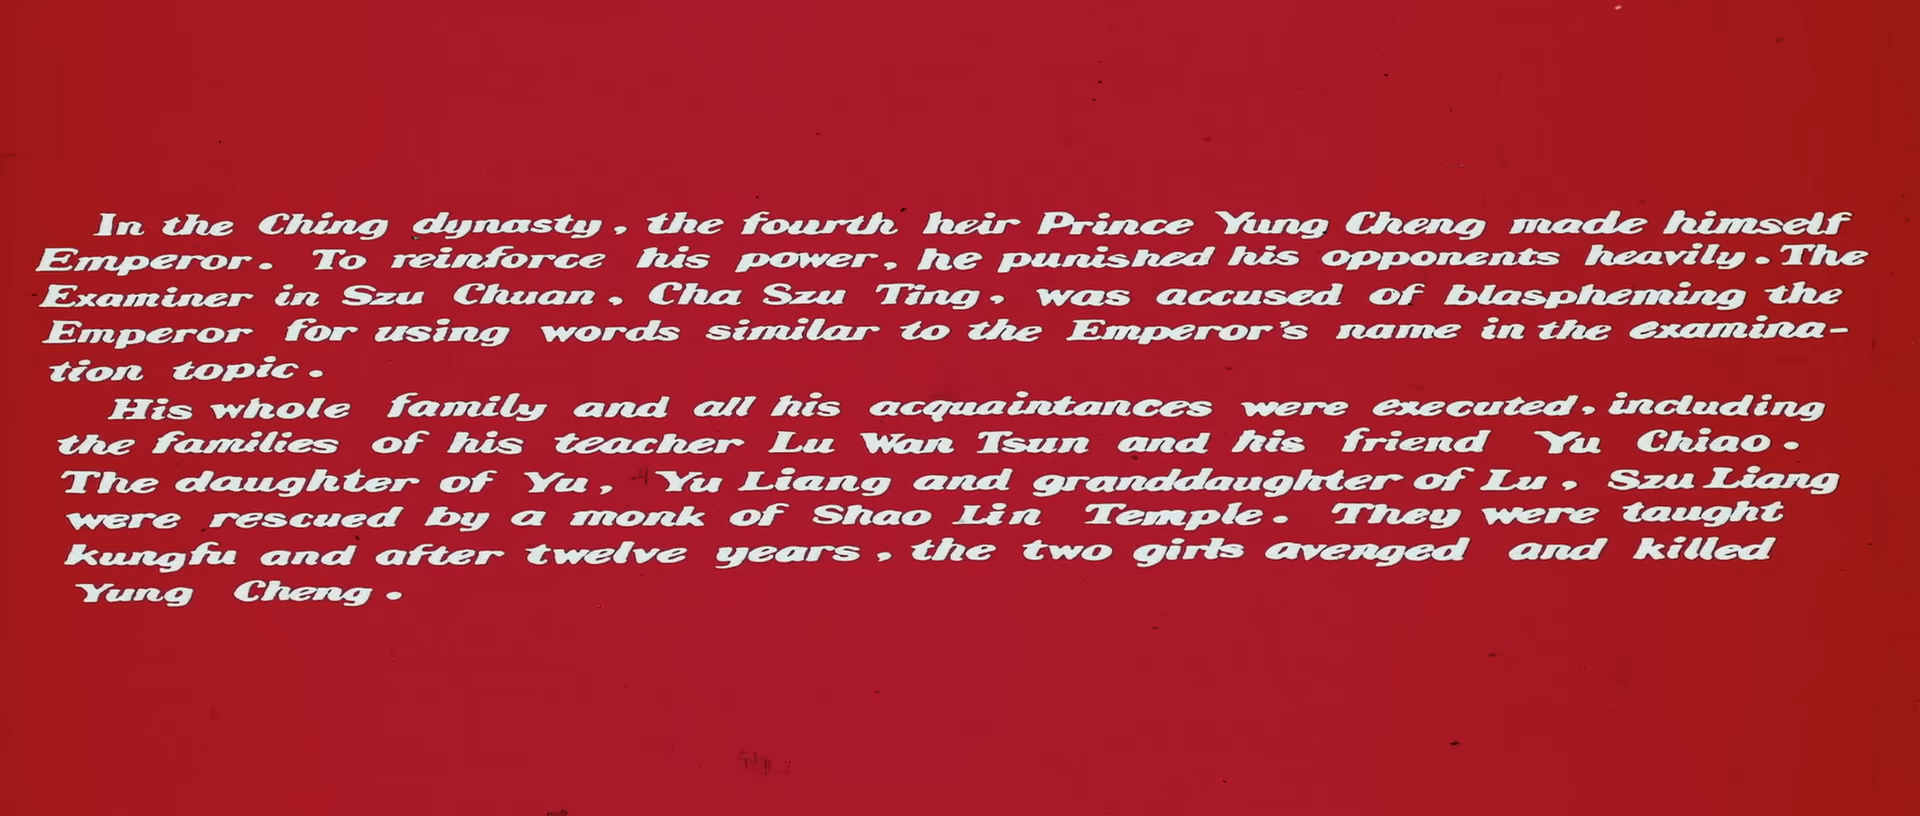 In the Ching dynasty, the fourth heir Prince Yung Cheng made himself
Emperor. To reinforce his power, he punished his opponents heavily. The
Examiner in Szu Chuan, Cha Szu Ting, was accused of blaspheming the
Emperor for using words similar to the Emperor's name in the examina-
tion topic.
His whole family and all his acquaintances were executed, including
the families of his teacher Lu Wan Tsun and his friend Yu Chiao.
The daughter of Yu, Yu Liang and granddaughter of Lu, Szu Liang
were rescued by a monk of Shao Lin Temple. They were taught
kungfu and after twelve years, the two girls avenged and killed
Yung Cheng.